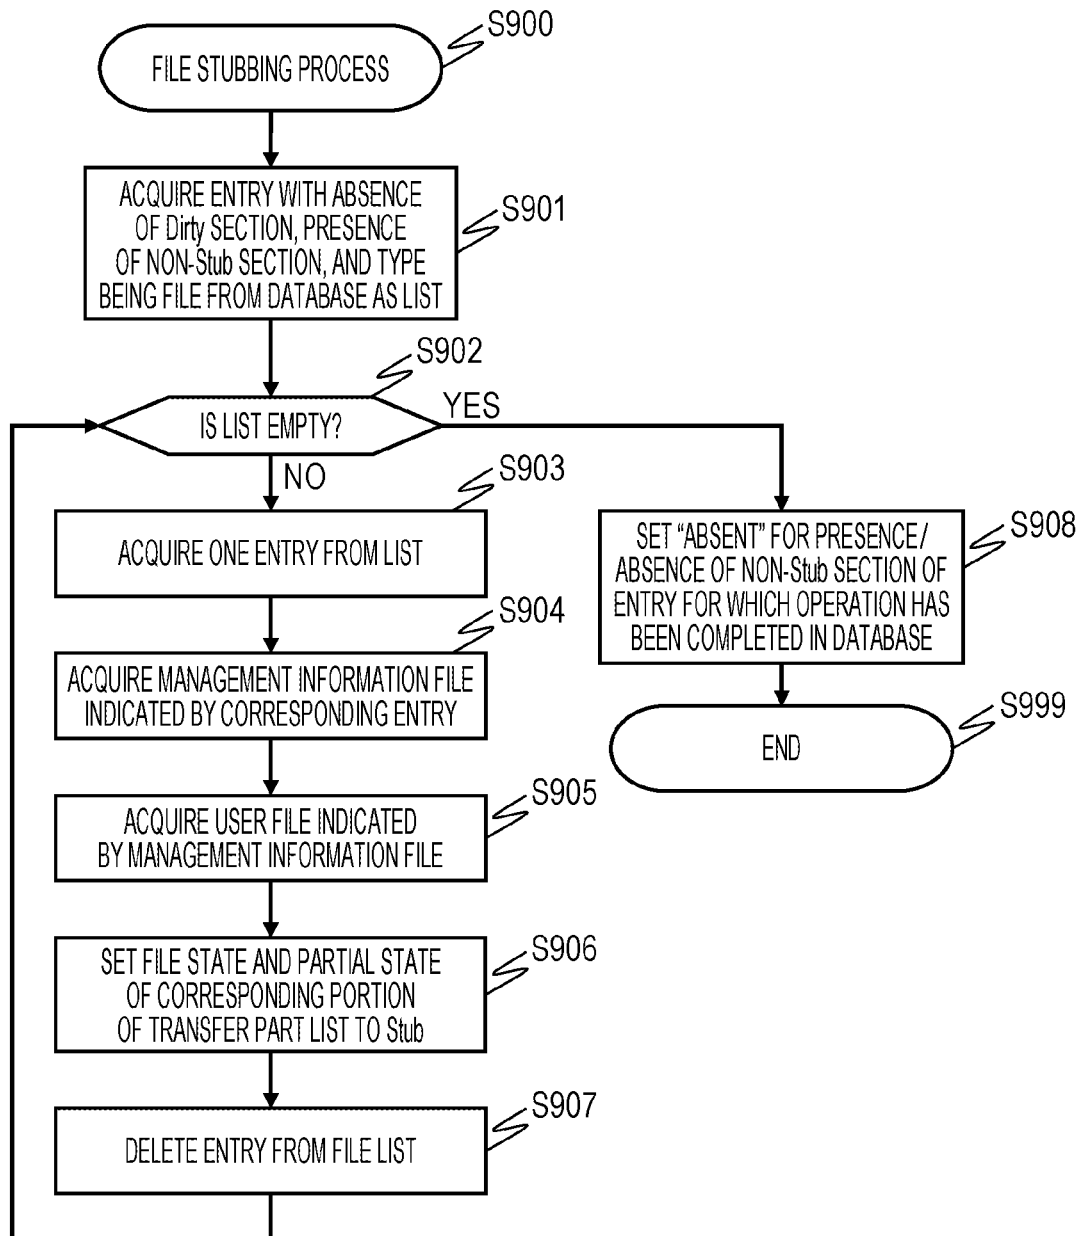 S900
FILE STUBBING PROCESS
S901
ACQUIRE ENTRY WITH ABSENCE
OF Dirty SECTION, PRESENCE
OF NON-Stub SECTION, AND TYPE
BEING FILE FROM DATABASE AS LIST
S902
IS LIST EMPTY?
YES
NO
S903
ACQUIRE ONE ENTRY FROM LIST
S904
ACQUIRE MANAGEMENT INFORMATION FILE
INDICATED BY CORRESPONDING ENTRY
S905
ACQUIRE USER FILE INDICATED
BY MANAGEMENT INFORMATION FILE
S906
SET FILE STATE AND PARTIAL STATE
OF CORRESPONDING PORTION
OF TRANSFER PART LIST TO Stub
S907
DELETE ENTRY FROM FILE LIST
S908
SET "ABSENT" FOR PRESENCE/
ABSENCE OF NON-Stub SECTION OF
ENTRY FOR WHICH OPERATION HAS
BEEN COMPLETED IN DATABASE
S999
END